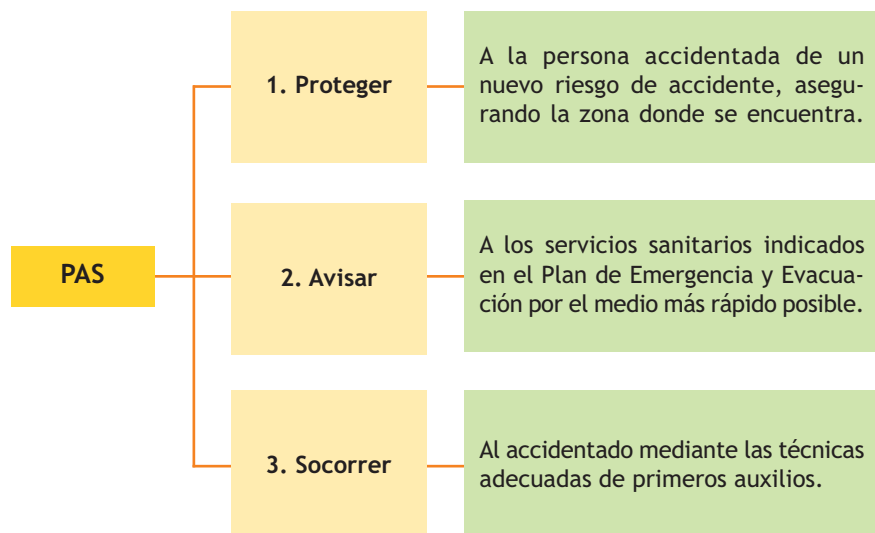 PAS
1. Proteger
A la persona accidentada de un
nuevo riesgo de accidente, asegu-
rando la zona donde se encuentra.
2. Avisar
A los servicios sanitarios indicados
en el Plan de Emergencia y Evacua-
ción por el medio más rápido posible.
3. Socorrer
Al accidentado mediante las técnicas
adecuadas de primeros auxilios.